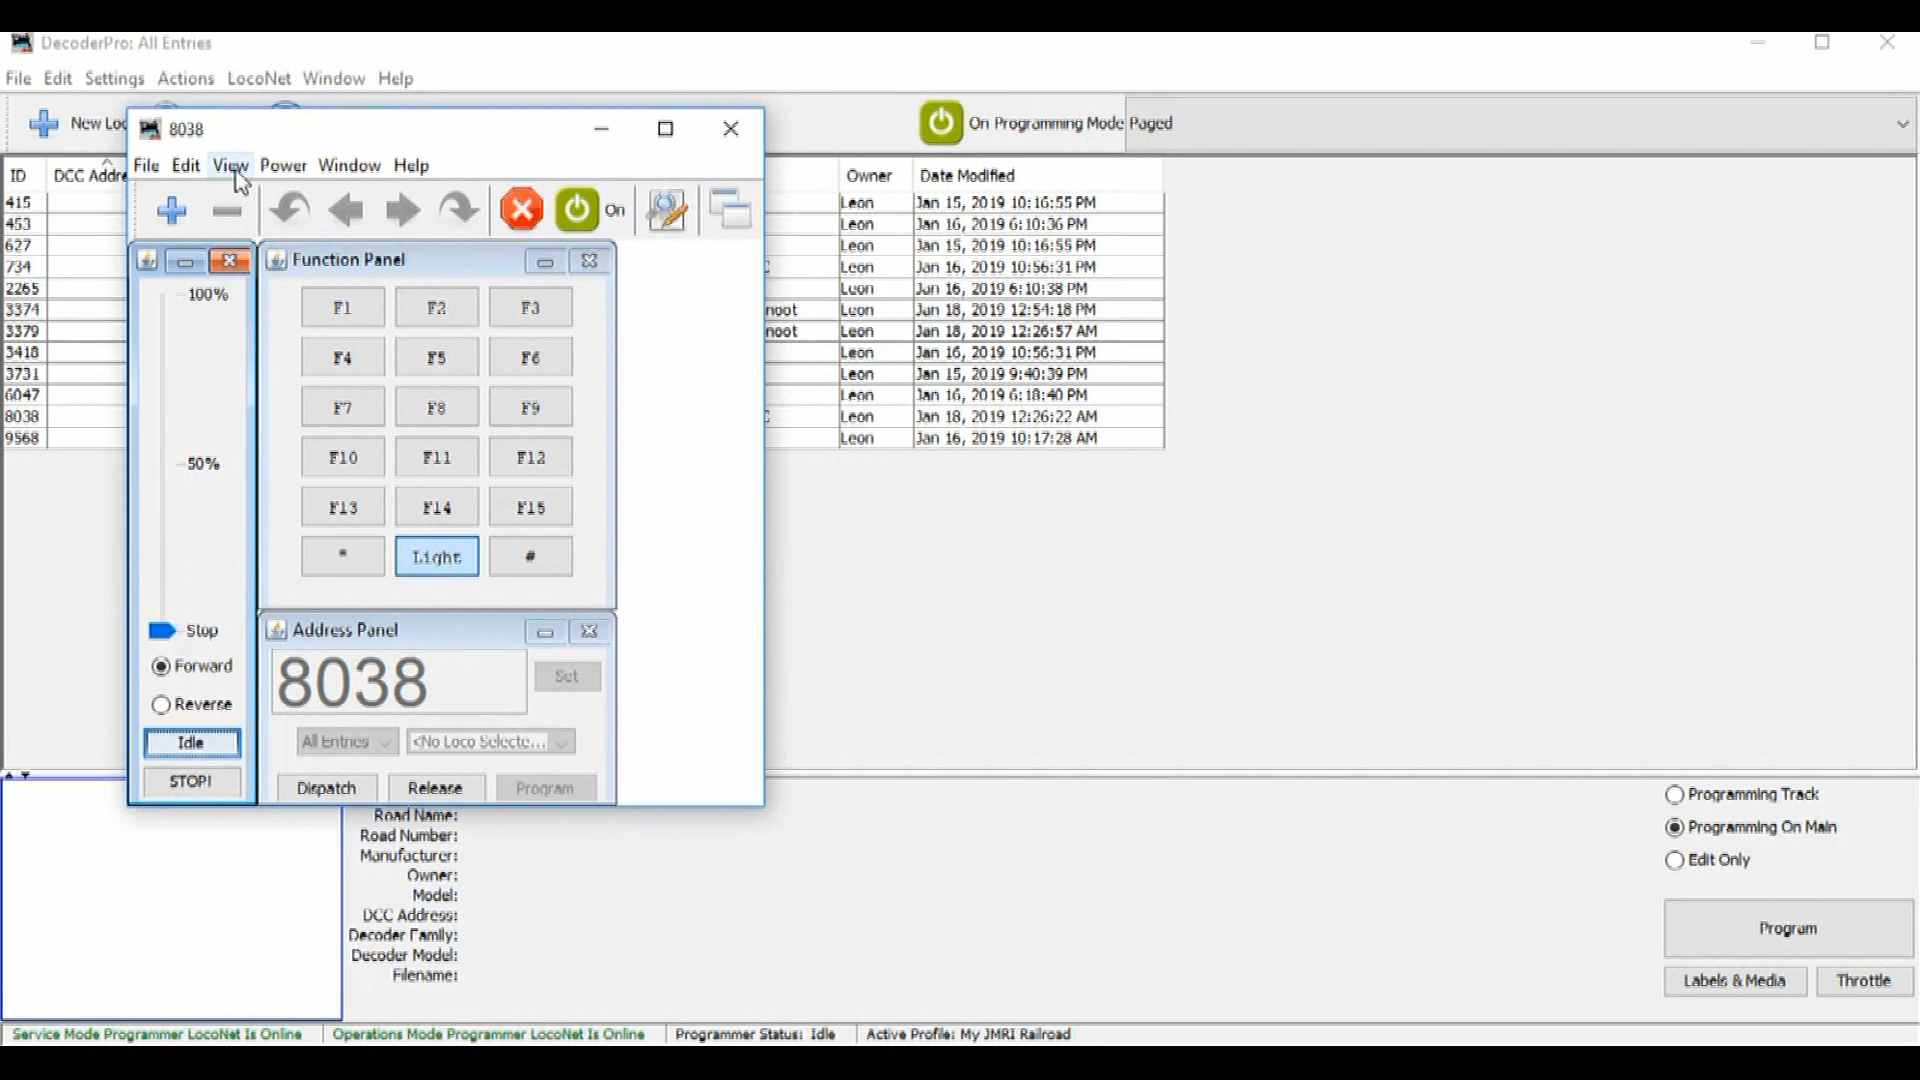 DecoderPro: All Entries
File Edit Settings Actions LocoNet Window Help
New Loc
On Programming Mode Paged
8038
File Edit View Power Window Help
On
ID DCC Addre Owner Date Modified
415 Leon Jan 15, 2019 10:16:55 PM
453 Leon Jan 16, 2019 6:10:36 PM
627 Leon Jan 15, 2019 10:16:55 PM
734 Leon Jan 16, 2019 10:56:31 PM
2265 Leon Jan 16, 2019 6:10:38 PM
3374 noot Leon Jan 18, 2019 12:54:18 PM
3379 noot Leon Jan 18, 2019 12:26:57 AM
3418 Leon Jan 16, 2019 10:56:31 PM
3731 Leon Jan 15, 2019 9:40:39 PM
6047 Leon Jan 16, 2019 6:18:40 PM
8038 Leon Jan 18, 2019 12:26:22 AM
9568 Leon Jan 16, 2019 10:17:28 AM
100%
50%
Stop
Forward
Reverse
Idle
STOP!
Function Panel
F1 F2 F3
F4 F5 F6
F7 F8 F9
F10 F11 F12
F13 F14 F15
* Light #
Address Panel
8038 Set
All Entries <No Loco Selecte...
Dispatch Release Program
Road Name:
Road Number:
Manufacturer:
Owner:
Model:
DCC Address:
Decoder Family:
Decoder Model:
Filename:
Programming Track
Programming On Main
Edit Only
Program
Labels & Media Throttle
Service Mode Programmer LocoNet Is Online Operations Mode Programmer LocoNet Is Online Programmer Status: Idle Active Profile: My JMRI Railroad